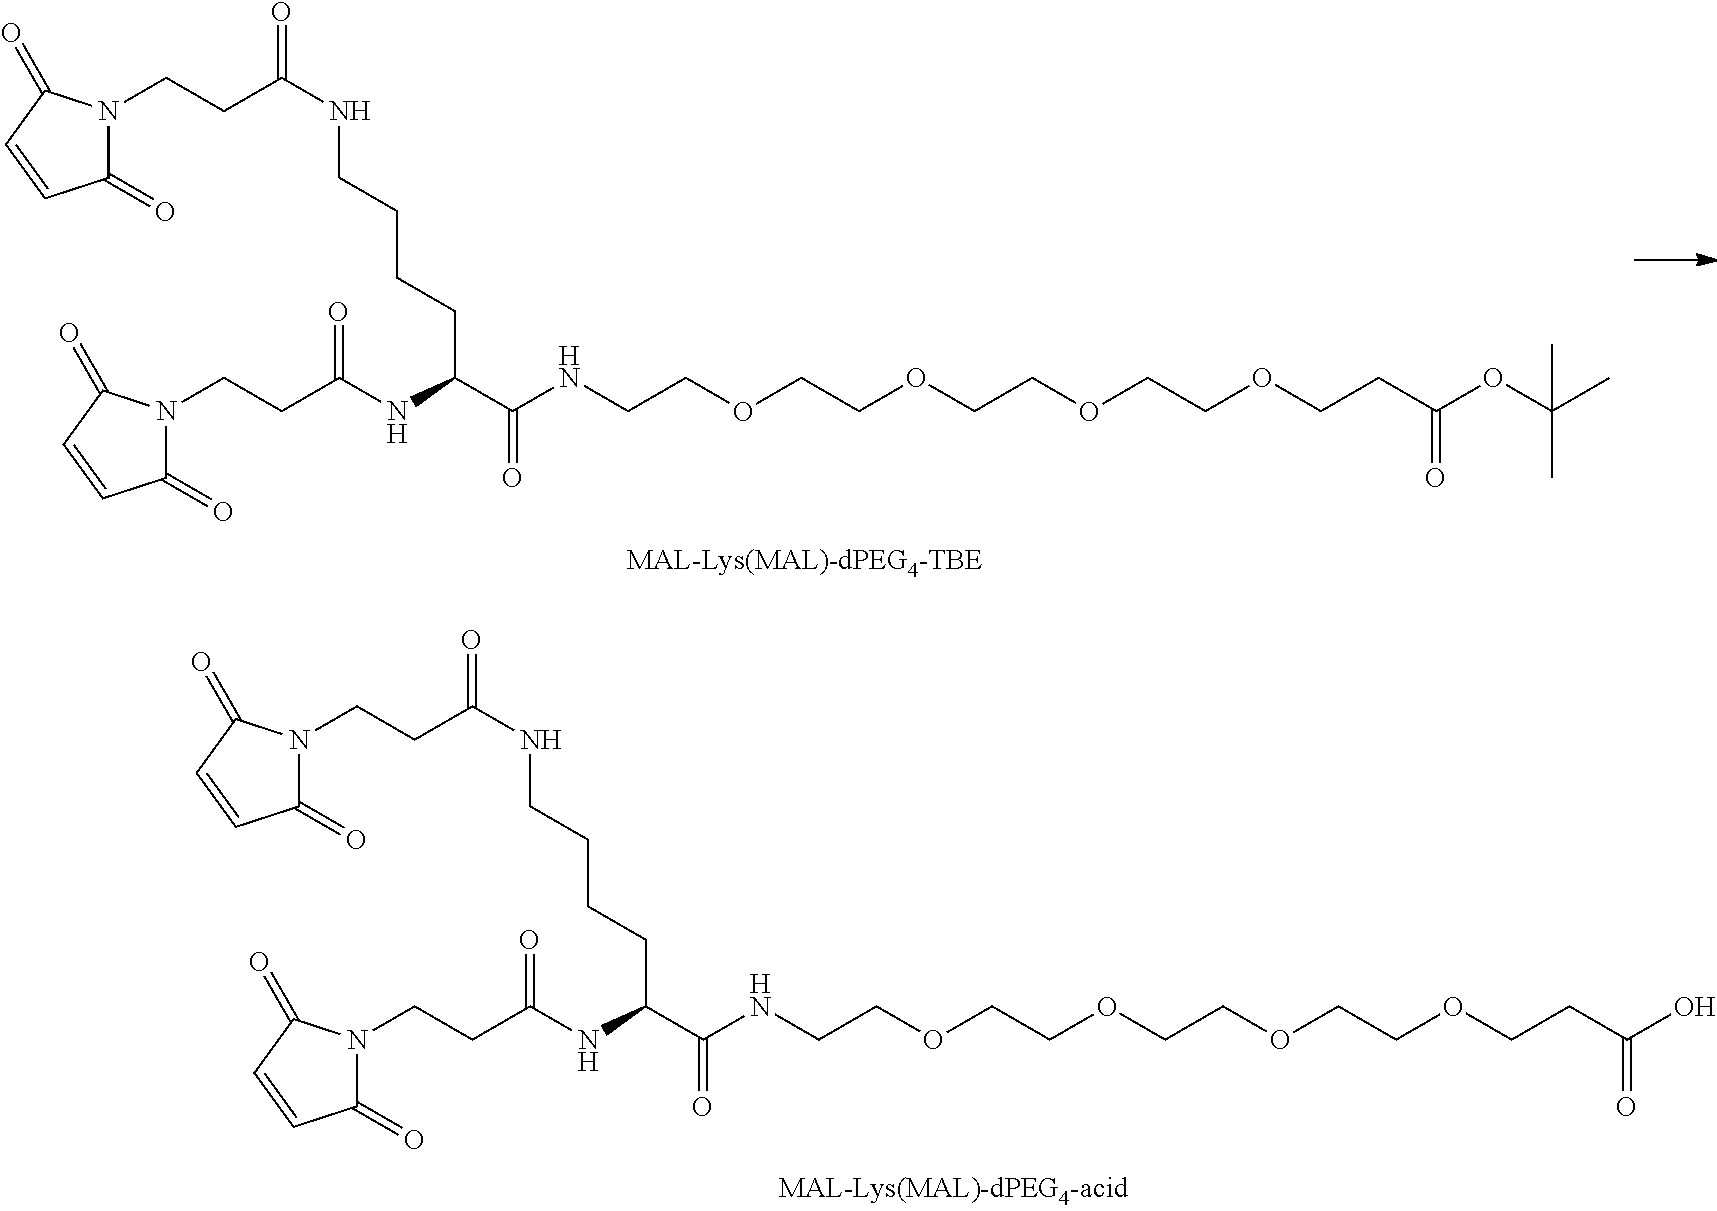 O O
N NH
O
O O H
N N N O O O O O
H
O O O
MAL-Lys(MAL)-dPEG4-TBE
O O
N NH
O
O O H
N N N O O O O OH
H
O O O
MAL-Lys(MAL)-dPEG4-acid